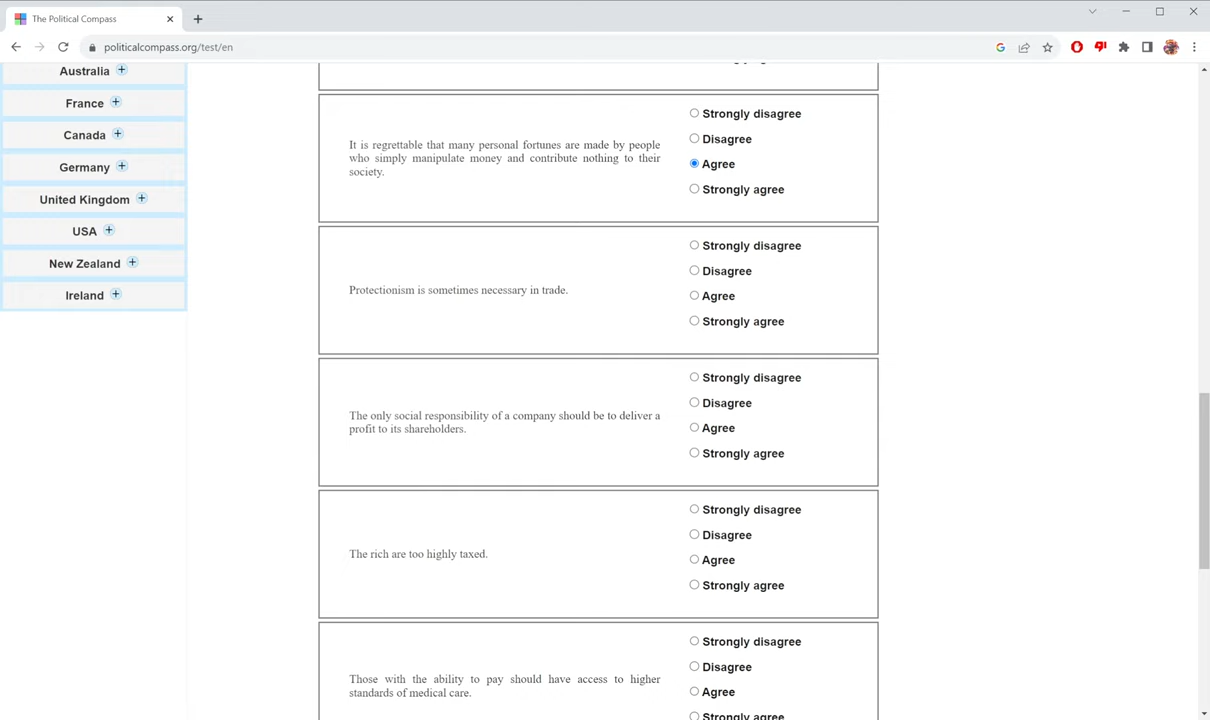 The Political Compass
politicalcompass.org/test/en
Australia
France
Canada
Germany
United Kingdom
USA
New Zealand
Ireland
It is regrettable that many personal fortunes are made by people
who simply manipulate money and contribute nothing to their
society.
Strongly disagree
Disagree
Agree
Strongly agree
Protectionism is sometimes necessary in trade.
Strongly disagree
Disagree
Agree
Strongly agree
The only social responsibility of a company should be to deliver a
profit to its shareholders.
Strongly disagree
Disagree
Agree
Strongly agree
The rich are too highly taxed.
Strongly disagree
Disagree
Agree
Strongly agree
Those with the ability to pay should have access to higher
standards of medical care.
Strongly disagree
Disagree
Agree
Strongly agree